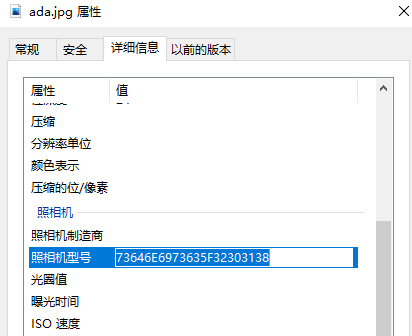 ada.jpg 属性
常规 安全 详细信息 以前的版本
属性 值
压缩
分辨率单位
颜色表示
压缩的位/像素
照相机
照相机制造商
照相机型号 73646E6973635F32303138
光圈值
曝光时间
ISO 速度